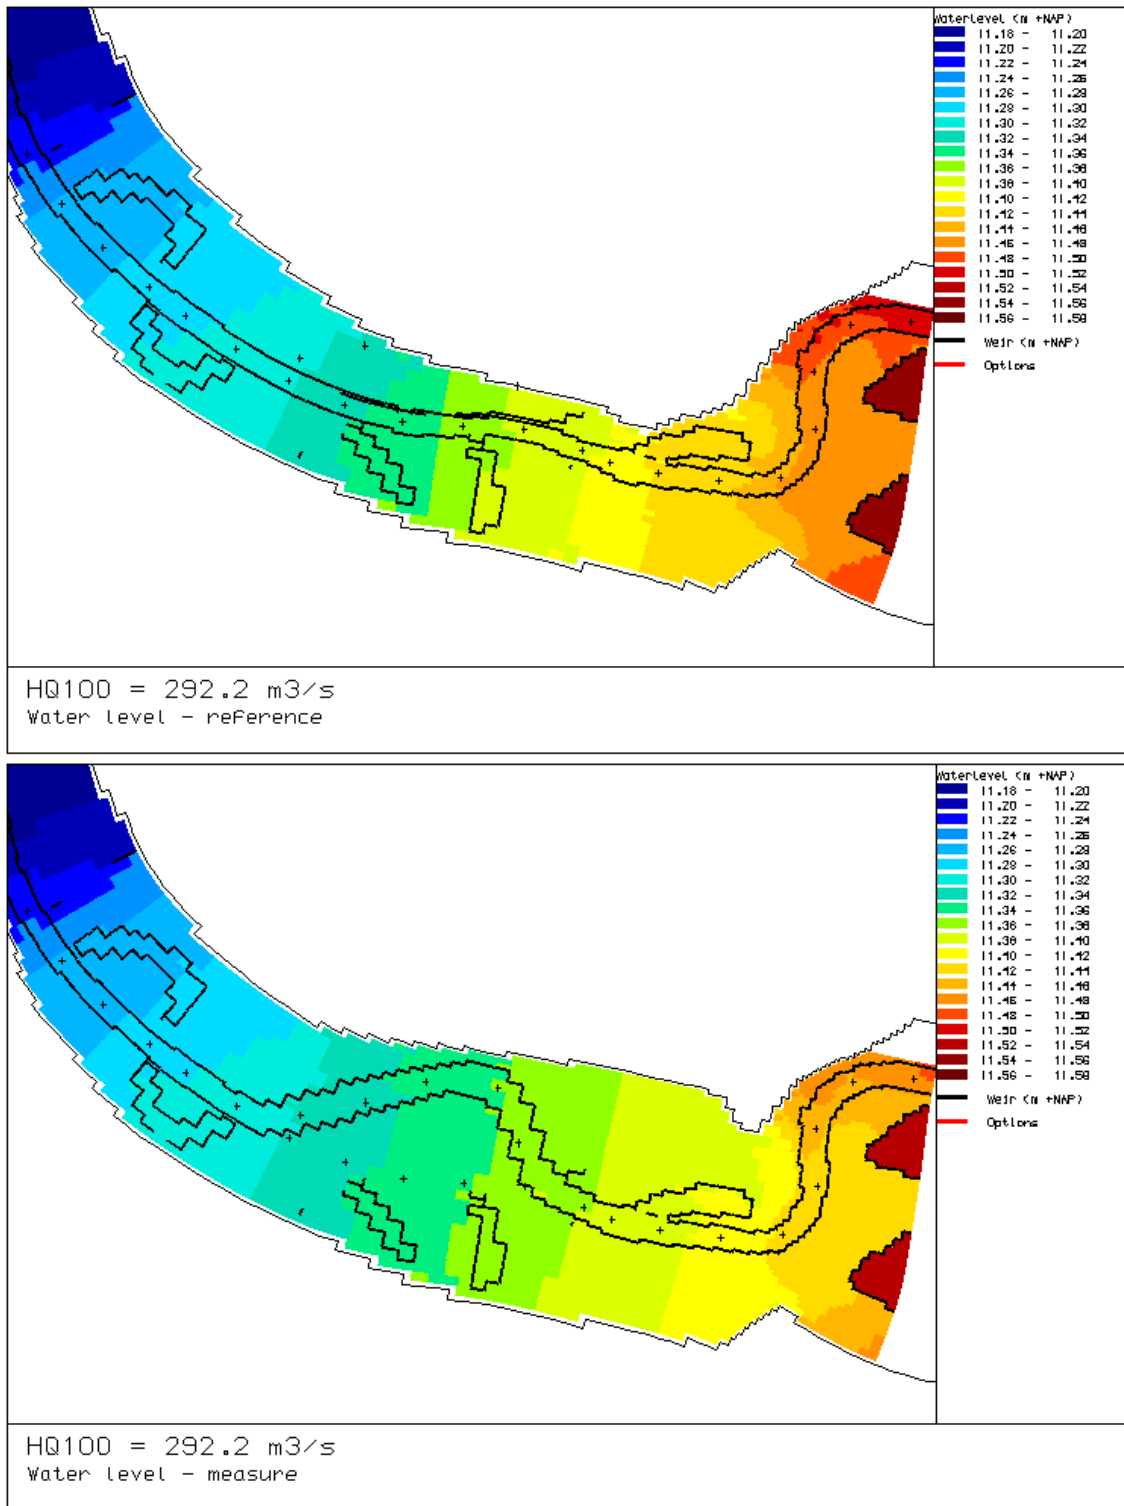 WaterLevel (m +NAP)
11.18 - 11.20
11.20 - 11.22
11.22 - 11.24
11.24 - 11.26
11.26 - 11.28
11.28 - 11.30
11.30 - 11.32
11.32 - 11.34
11.34 - 11.36
11.36 - 11.38
11.38 - 11.40
11.40 - 11.42
11.42 - 11.44
11.44 - 11.46
11.46 - 11.48
11.48 - 11.50
11.50 - 11.52
11.52 - 11.54
11.54 - 11.56
11.56 - 11.58
Weir (m +NAP)
Options
HQ100 = 292.2 m3/s
Water level - reference
WaterLevel (m +NAP)
11.18 - 11.20
11.20 - 11.22
11.22 - 11.24
11.24 - 11.26
11.26 - 11.28
11.28 - 11.30
11.30 - 11.32
11.32 - 11.34
11.34 - 11.36
11.36 - 11.38
11.38 - 11.40
11.40 - 11.42
11.42 - 11.44
11.44 - 11.46
11.46 - 11.48
11.48 - 11.50
11.50 - 11.52
11.52 - 11.54
11.54 - 11.56
11.56 - 11.58
Weir (m +NAP)
Options
HQ100 = 292.2 m3/s
Water level - measure